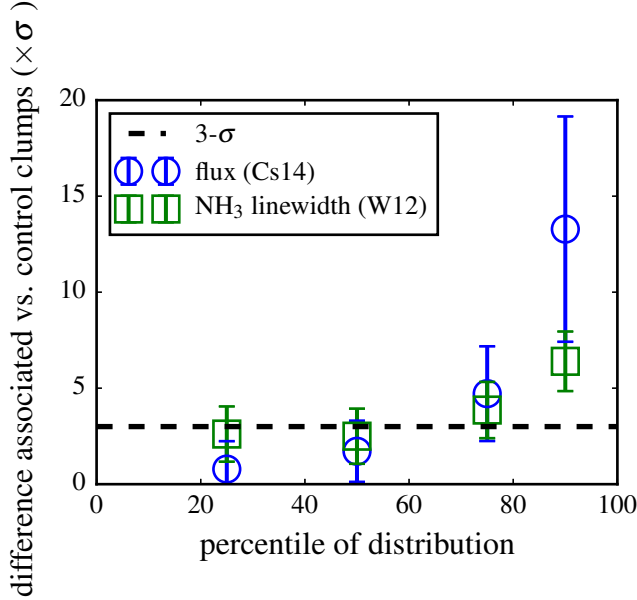 difference associated vs. control clumps (×σ)
20
15
10
5
0
3-σ
flux (Cs14)
NH₃ linewidth (W12)
0 20 40 60 80 100
percentile of distribution